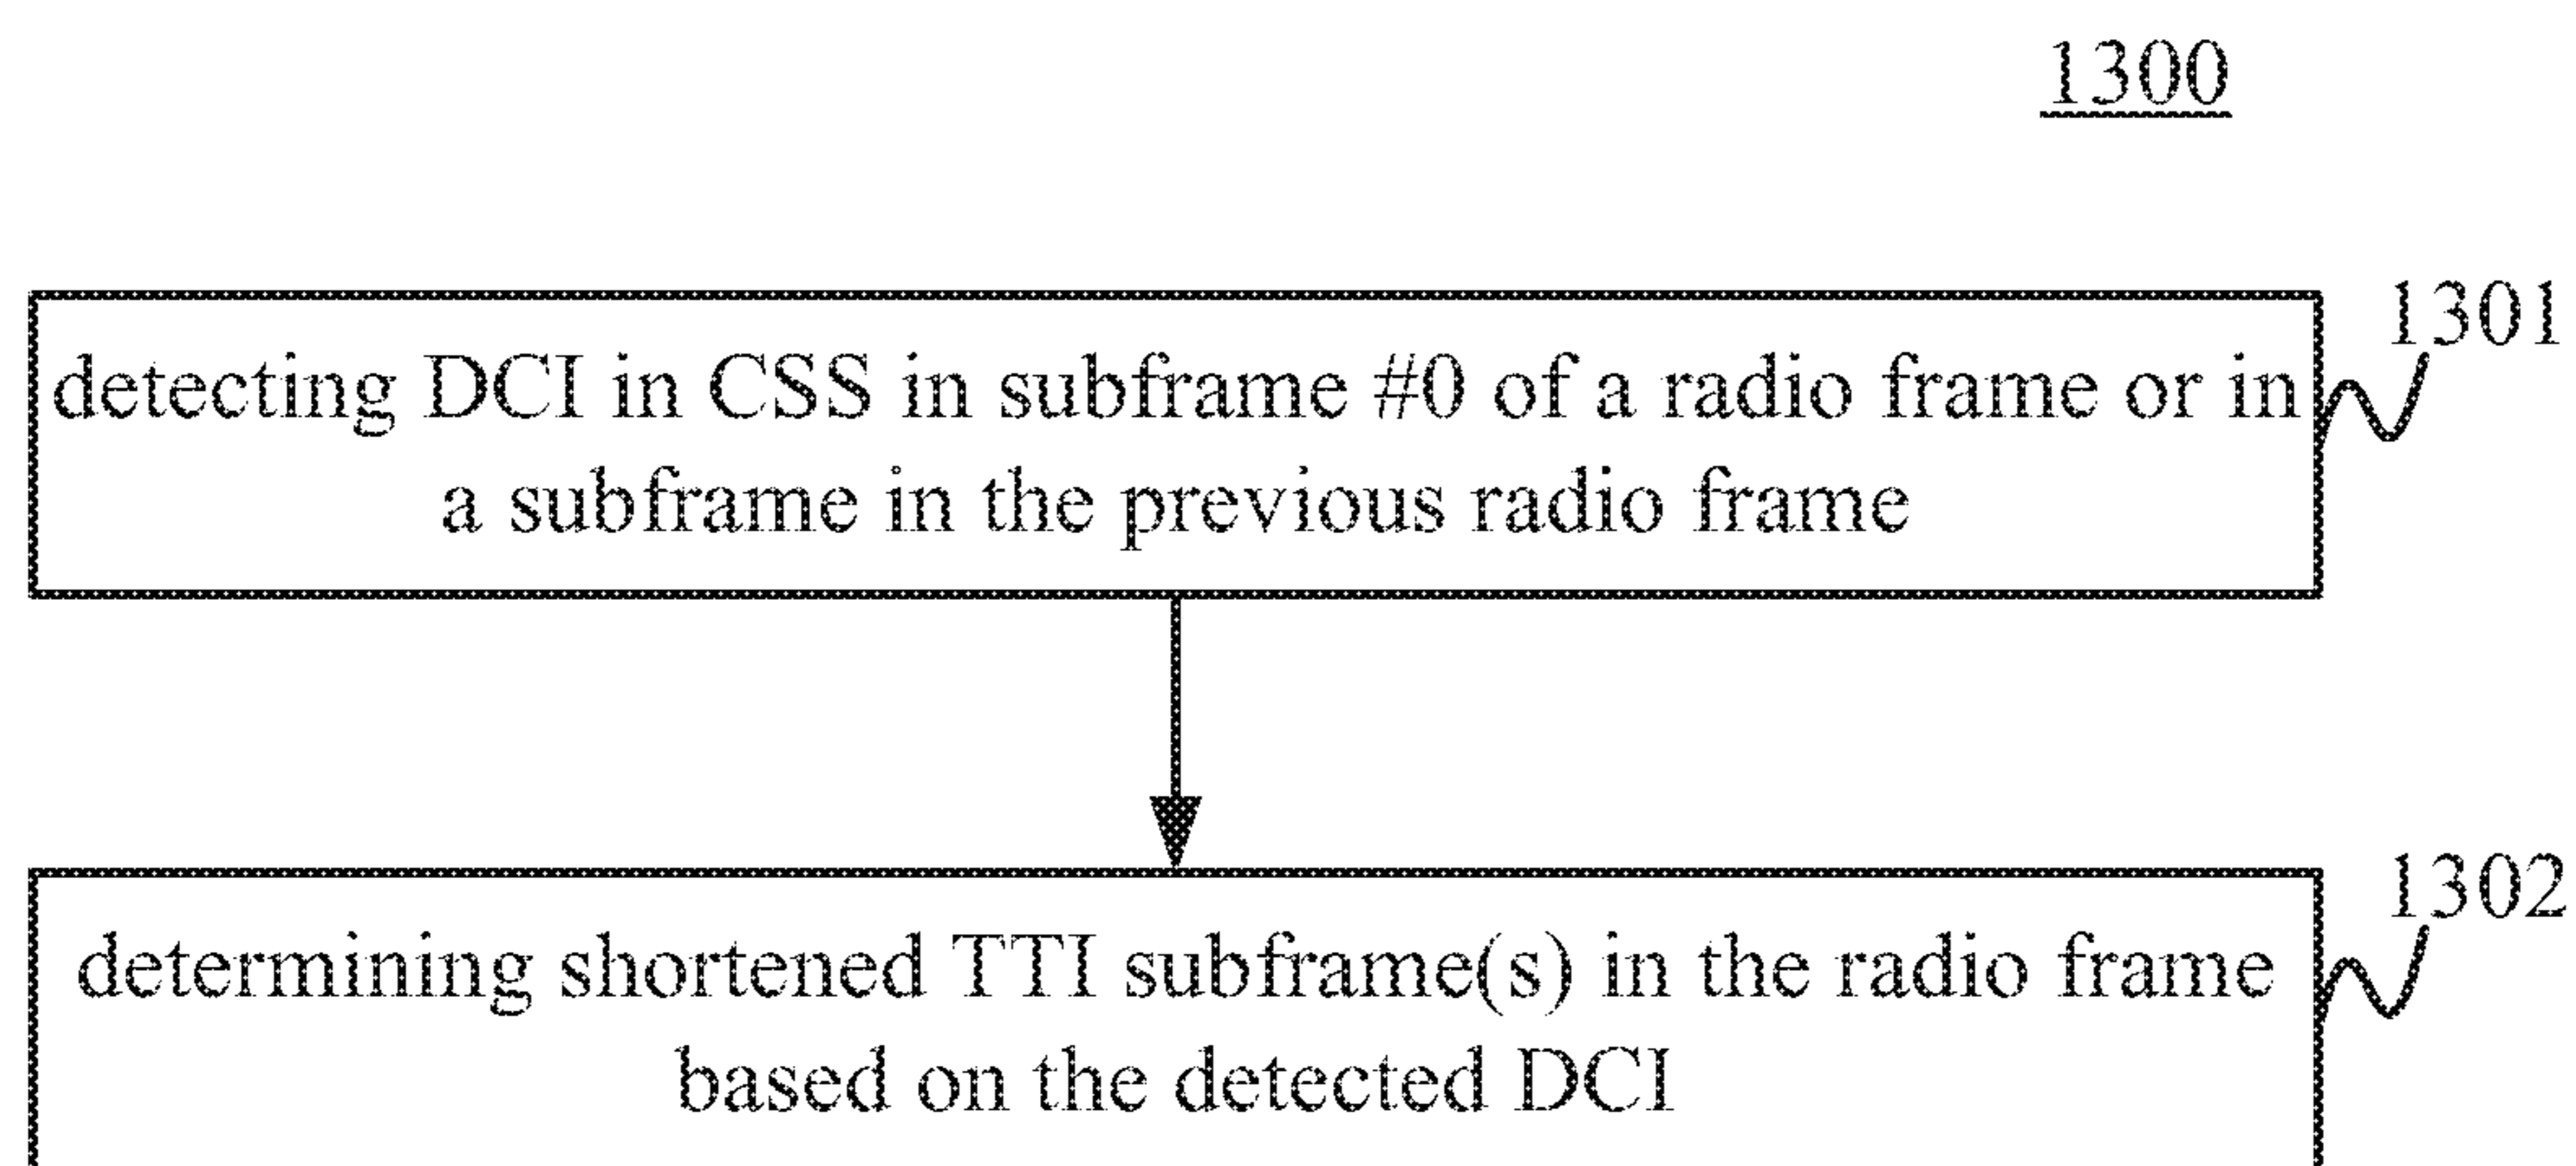 1300
1301
detecting DCI in CSS in subframe #0 of a radio frame or in
a subframe in the previous radio frame
1302
determining shortened TTI subframe(s) in the radio frame
based on the detected DCI